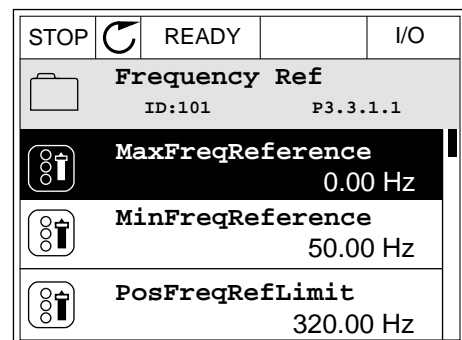 STOP READY I/O
Frequency Ref
ID:101 P3.3.1.1
MaxFreqReference
0.00 Hz
MinFreqReference
50.00 Hz
PosFreqRefLimit
320.00 Hz